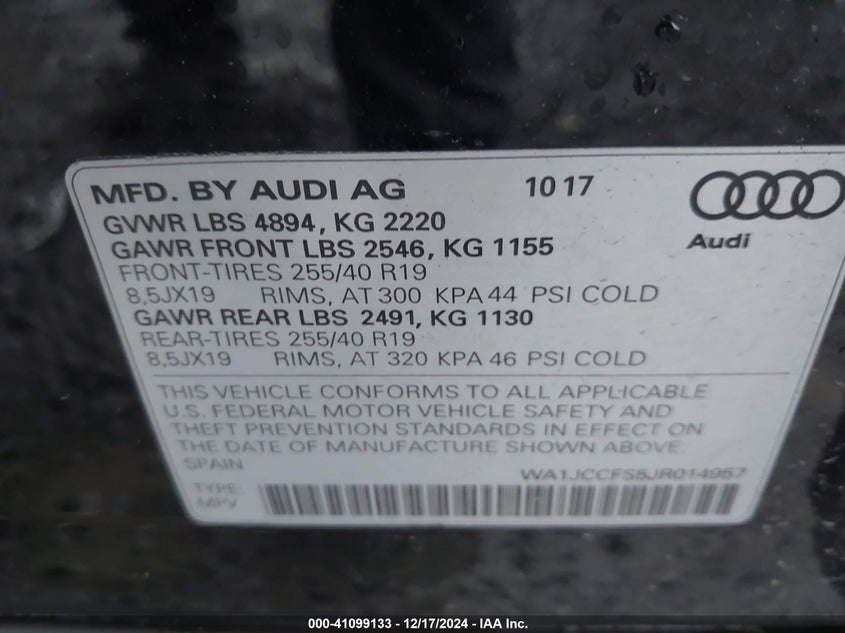 MFD. BY AUDI AG 10 17
Audi
GVWR LBS 4894, KG 2220
GAWR FRONT LBS 2546, KG 1155
FRONT-TIRES 255/40 R19
8,5JX19 RIMS, AT 300 KPA 44 PSI COLD
GAWR REAR LBS 2491, KG 1130
REAR-TIRES 255/40 R19
8,5JX19 RIMS, AT 320 KPA 46 PSI COLD
THIS VEHICLE CONFORMS TO ALL APPLICABLE
U.S. FEDERAL MOTOR VEHICLE SAFETY AND
THEFT PREVENTION STANDARDS IN EFFECT ON
THE DATE OF MANUFACTURE SHOWN ABOVE:
SPAIN
WA1JCCFS5JR014957
TYPE:
MPV
000-41099133 - 12/17/2024 - IAA Inc.